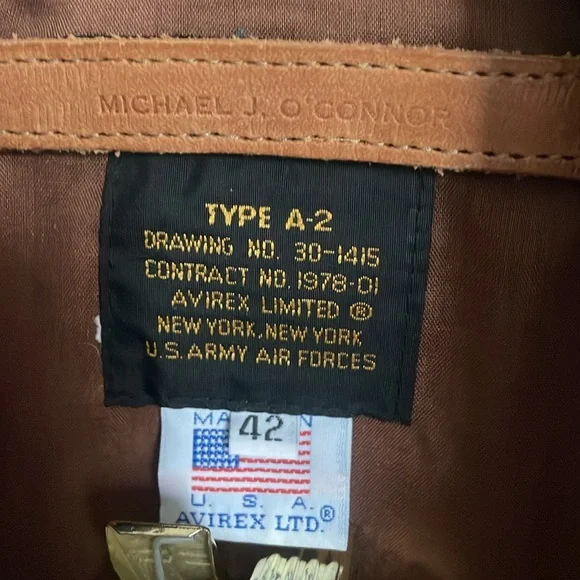 MICHAEL J. O'CONNOR
TYPE A-2
DRAWING NO. 30-1415
CONTRACT NO. 1978-01
AVIREX LIMITED ®
NEW YORK, NEW YORK
U.S. ARMY AIR FORCES
42
U. S. A.
AVIREX LTD.®